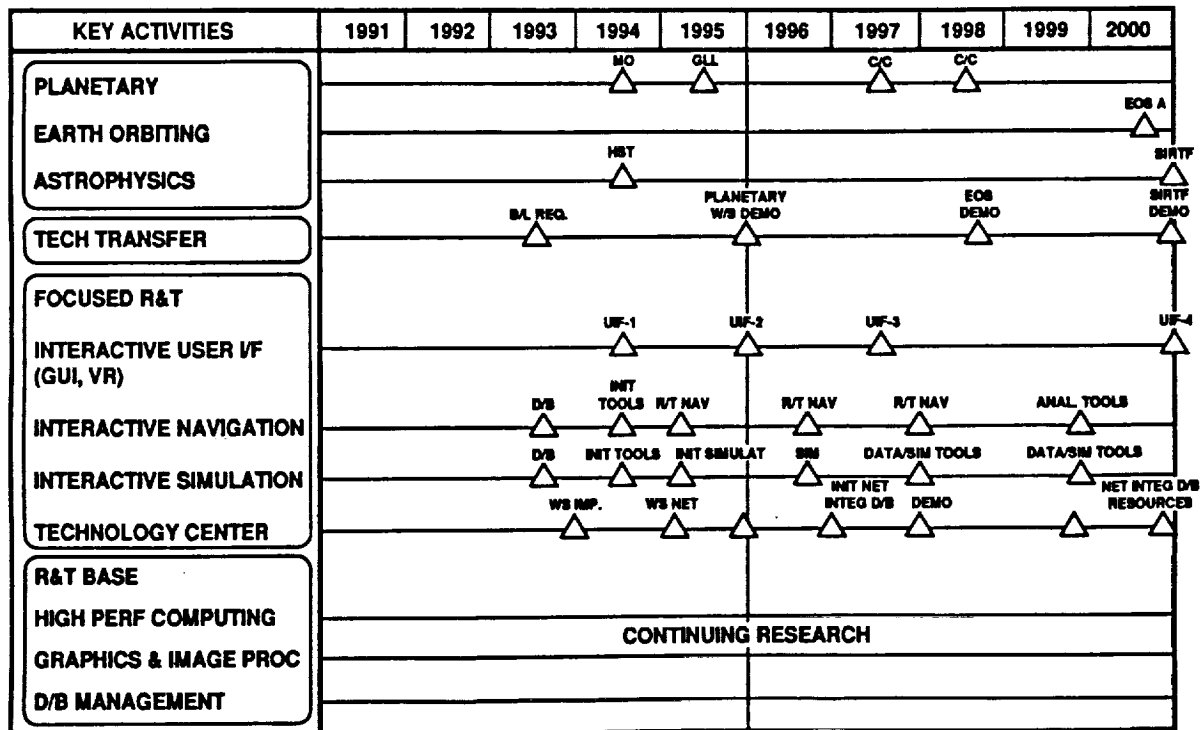 KEY ACTIVITIES 1991 1992 1993 1994 1995 1996 1997 1998 1999 2000
MO GLL C/C C/C
PLANETARY
EOS A
EARTH ORBITING
HST SIRTF
ASTROPHYSICS
B/L REQ. PLANETARY W/S DEMO EOS DEMO SIRTF DEMO
TECH TRANSFER
FOCUSED R&T
UIF-1 UIF-2 UIF-3 UIF-4
INTERACTIVE USER I/F
(GUI, VR)
D/B INIT TOOLS R/T NAV R/T NAV R/T NAV ANAL. TOOLS
INTERACTIVE NAVIGATION
D/B INIT TOOLS INIT SIMULAT SIM DATA/SIM TOOLS DATA/SIM TOOLS
INTERACTIVE SIMULATION
WS IMP. WS NET INIT NET INTEG D/B DEMO NET INTEG D/B RESOURCES
TECHNOLOGY CENTER
R&T BASE
HIGH PERF COMPUTING
CONTINUING RESEARCH
GRAPHICS & IMAGE PROC
D/B MANAGEMENT